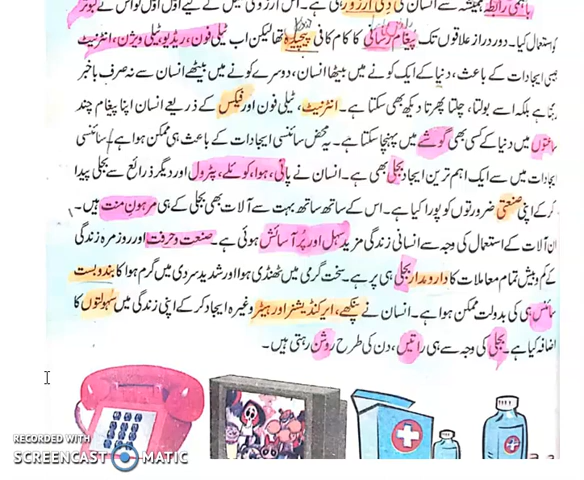 باہمی رابطہ ہمیشہ سے انسان کی دلی آرزو رہی ہے۔ اس آرزو کی تکمیل کے لیے اوّل اوّل تو اس نے کبوتر
کو استعمال کیا۔ دور دراز علاقوں تک پیغام رسانی کا کام کافی پیچیدہ تھا لیکن اب ٹیلی فون، ریڈیو، ٹیلی ویژن، انٹرنیٹ
جیسی ایجادات کے باعث، دنیا کے ایک کونے میں بیٹھا انسان، دوسرے کونے میں بیٹھے انسان سے نہ صرف باخبر
رہتا ہے بلکہ اسے بولتا، چلتا پھرتا دیکھ بھی سکتا ہے۔ انٹرنیٹ، ٹیلی فون اور فیکس کے ذریعے انسان اپنا پیغام چند
ساعتوں میں دنیا کے کسی بھی گوشے میں پہنچا سکتا ہے۔ یہ محض سائنسی ایجادات کے باعث ہی ممکن ہوا ہے۔ سائنسی
ایجادات میں سے ایک اہم ترین ایجاد بجلی بھی ہے۔ انسان نے پانی، ہوا، کوئلے، پٹرول اور دیگر ذرائع سے بجلی پیدا
کر کے اپنی صنعتی ضرورتوں کو پورا کیا ہے۔ اس کے ساتھ ساتھ بہت سے آلات بھی بجلی کے ہی مرہونِ منت ہیں۔
ان آلات کے استعمال کی وجہ سے انسانی زندگی مزید سہل اور پُر آسائش ہوئی ہے۔ صنعت و حرفت اور روزمرہ زندگی
کے کم و بیش تمام معاملات کا دارومدار بجلی ہی پر ہے۔ سخت گرمی میں ٹھنڈی ہوا اور شدید سردی میں گرم ہوا کا بندوبست
سائنس ہی کی بدولت ممکن ہوا ہے۔ انسان نے پنکھے، ایئرکنڈیشنر اور ہیٹر وغیرہ ایجاد کر کے اپنی زندگی میں سہولتوں کا
اضافہ کیا ہے۔ بجلی کی وجہ سے ہی راتیں، دن کی طرح روشن رہتی ہیں۔
RECORDED WITH
SCREENCAST MATIC